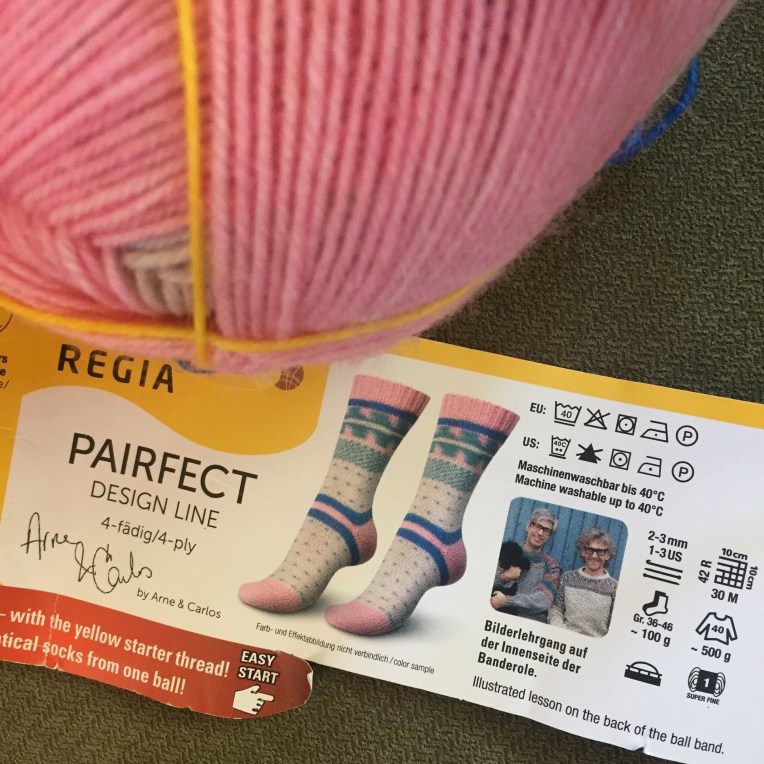 REGIA
PAIRFECT
DESIGN LINE
4-fädig/4-ply
Arne
& Carlos
by Arne & Carlos
– with the yellow starter thread!
socks from one ball!
EASY
START
Farb- und Effektabbildung nicht verbindlich / color sample
EU: 40 P
US: 40C P
Maschinenwaschbar bis 40°C
Machine washable up to 40°C
Bilderlehrgang auf
der Innenseite der
Banderole.
Illustrated lesson on the back of the ball band.
2-3 mm
1-3 US
10cm
10cm
42 R
30 M
Gr. 36-46
~ 100 g
40
~ 500 g
1
SUPER FINE